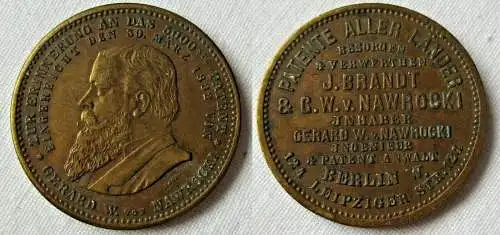 ZUR ERINNERUNG AN DAS 10000
EINGEREICHT DEN 30. MÄRZ
GERARD W. v. NAWROCKI
PATENTE ALLER LÄNDER
BESORGEN
& VERWERTHEN
J. BRANDT
& G. W. v. NAWROCKI
INHABER
GERARD W. v. NAWROCKI
INGENIEUR
& PATENT ANWALT
BERLIN W.
LEIPZIGER STR.